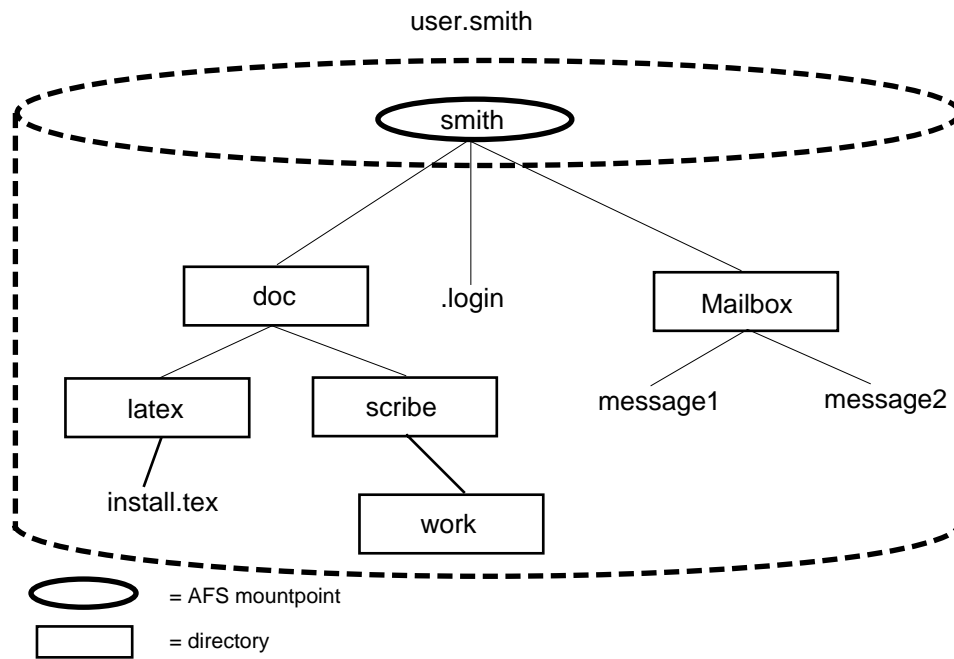 user.smith
smith
doc
.login
Mailbox
latex
scribe
message1
message2
install.tex
work
= AFS mountpoint
= directory